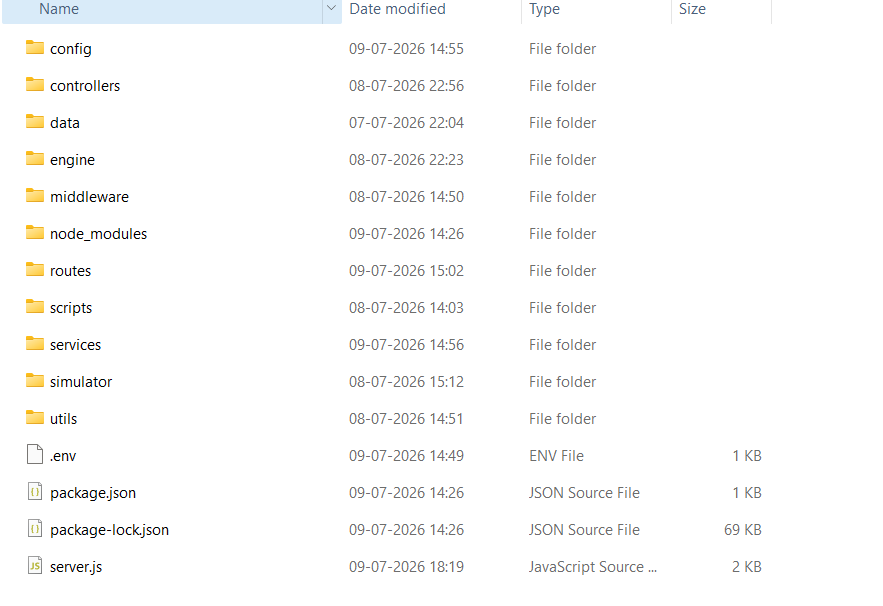 Name Date modified Type Size
config 09-07-2026 14:55 File folder
controllers 08-07-2026 22:56 File folder
data 07-07-2026 22:04 File folder
engine 08-07-2026 22:23 File folder
middleware 08-07-2026 14:50 File folder
node_modules 09-07-2026 14:26 File folder
routes 09-07-2026 15:02 File folder
scripts 08-07-2026 14:03 File folder
services 09-07-2026 14:56 File folder
simulator 08-07-2026 15:12 File folder
utils 08-07-2026 14:51 File folder
.env 09-07-2026 14:49 ENV File 1 KB
package.json 09-07-2026 14:26 JSON Source File 1 KB
package-lock.json 09-07-2026 14:26 JSON Source File 69 KB
server.js 09-07-2026 18:19 JavaScript Source ... 2 KB